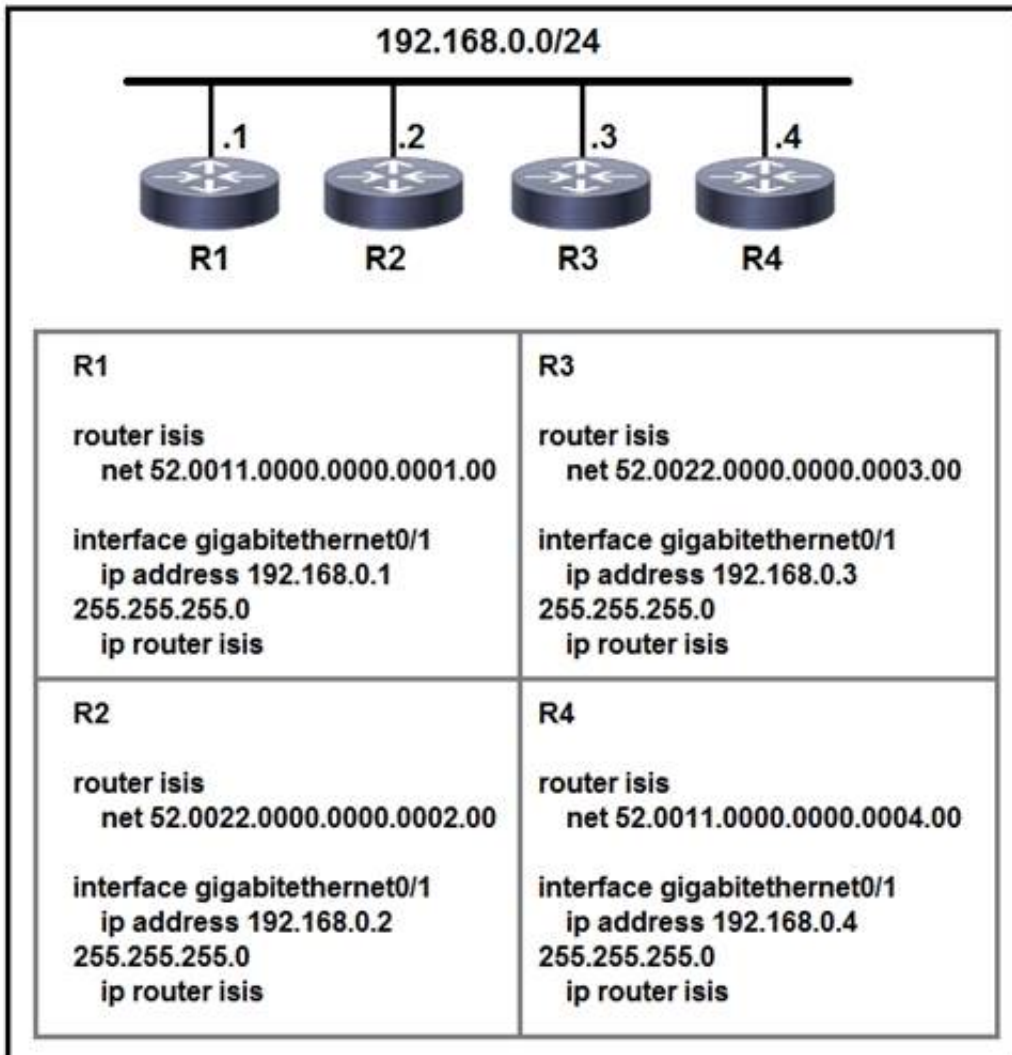 192.168.0.0/24
.1
.2
.3
.4
R1
R2
R3
R4
R1
router isis
net 52.0011.0000.0000.0001.00
interface gigabitethernet0/1
ip address 192.168.0.1
255.255.255.0
ip router isis
R3
router isis
net 52.0022.0000.0000.0003.00
interface gigabitethernet0/1
ip address 192.168.0.3
255.255.255.0
ip router isis
R2
router isis
net 52.0022.0000.0000.0002.00
interface gigabitethernet0/1
ip address 192.168.0.2
255.255.255.0
ip router isis
R4
router isis
net 52.0011.0000.0000.0004.00
interface gigabitethernet0/1
ip address 192.168.0.4
255.255.255.0
ip router isis